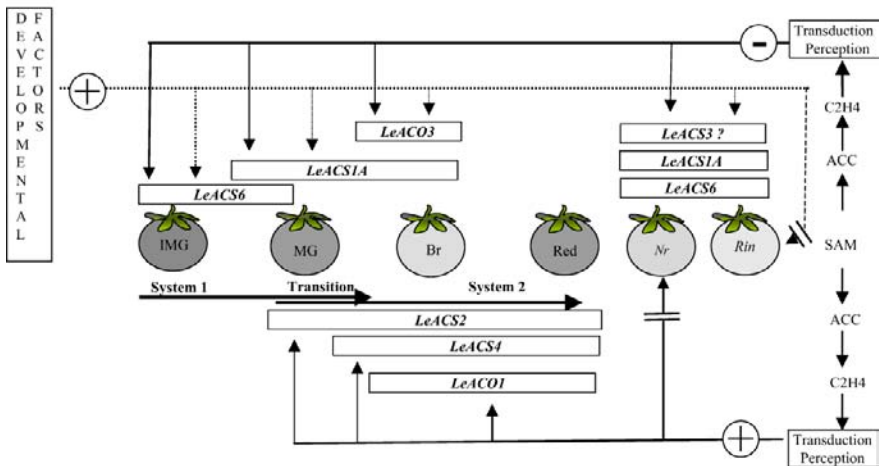 DEVELOPMENTAL
FACTORS
+
-
Transduction
Perception
C2H4
ACC
SAM
ACC
C2H4
Transduction
Perception
LeACO3
LeACS1A
LeACS6
LeACS3 ?
LeACS1A
LeACS6
IMG
MG
Br
Red
Nr
Rin
System 1
Transition
System 2
LeACS2
LeACS4
LeACO1
+